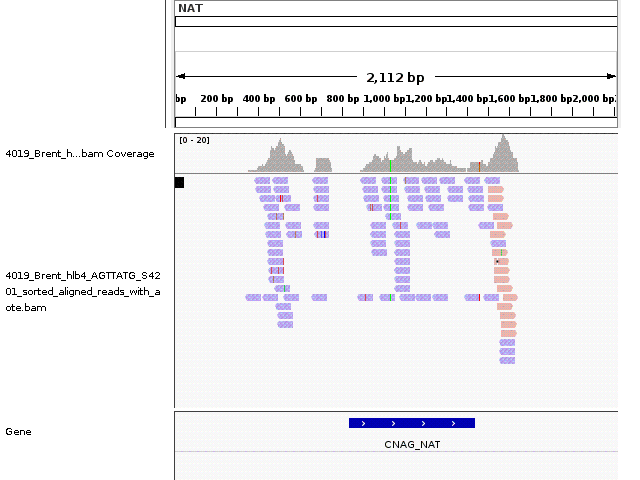 NAT
2,112 bp
bp 200 bp 400 bp 600 bp 800 bp 1,000 bp 1,200 bp 1,400 bp 1,600 bp 1,800 bp 2,000 bp 2,
[0 - 20]
4019_Brent_h...bam Coverage
4019_Brent_hlb4_AGTTATG_S42
01_sorted_aligned_reads_with_a
ote.bam
Gene
CNAG_NAT